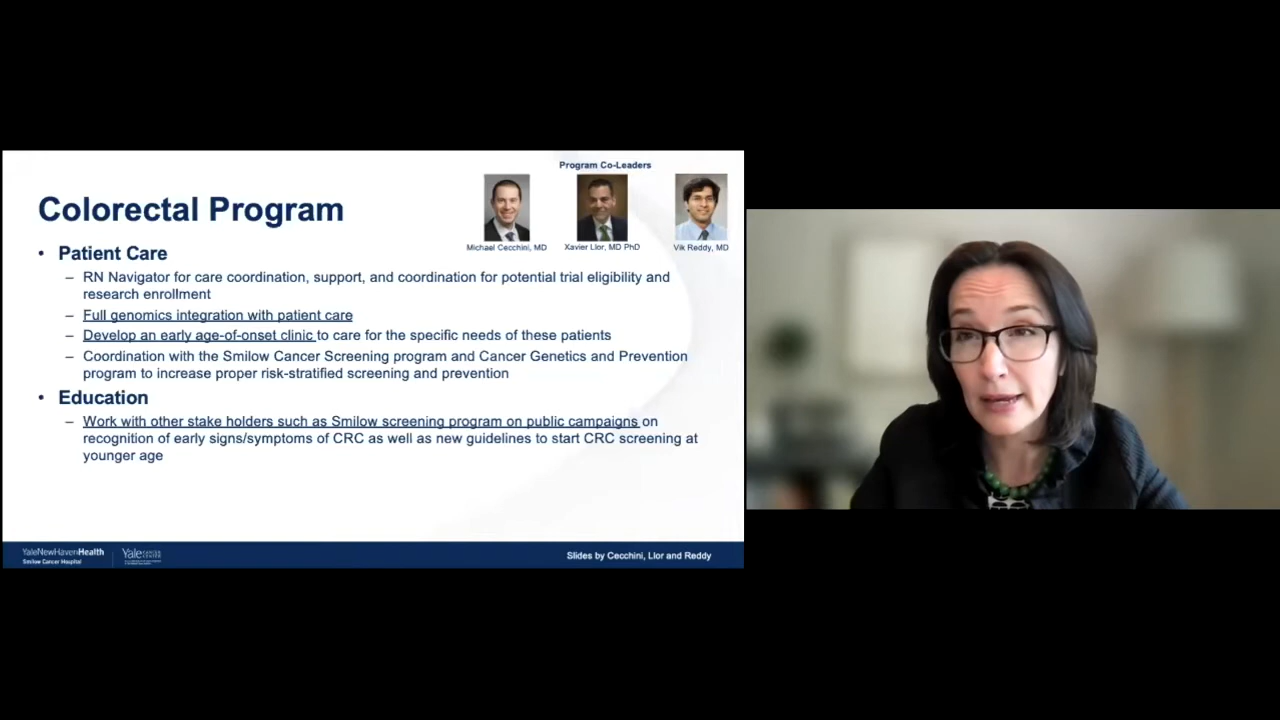 Program Co-Leaders
Colorectal Program
Michael Cecchini, MD
Xavier Llor, MD PhD
Vik Reddy, MD
• Patient Care
– RN Navigator for care coordination, support, and coordination for potential trial eligibility and
research enrollment
– Full genomics integration with patient care
– Develop an early age-of-onset clinic to care for the specific needs of these patients
– Coordination with the Smilow Cancer Screening program and Cancer Genetics and Prevention
program to increase proper risk-stratified screening and prevention
• Education
– Work with other stake holders such as Smilow screening program on public campaigns on
recognition of early signs/symptoms of CRC as well as new guidelines to start CRC screening at
younger age
YaleNewHavenHealth
Smilow Cancer Hospital
Yale
Slides by Cecchini, Llor and Reddy